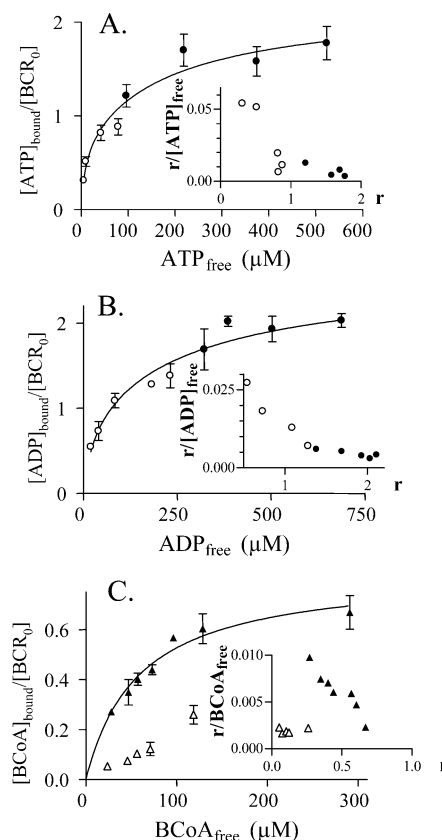 A.
[ATP]bound/[BCR0]
2
1
0
r/[ATP]free
0.05
0.00
0 1 2 r
0 100 200 300 400 500 600
ATPfree (μM)
B.
[ADP]bound/[BCR0]
2
1
0
r/[ADP]free
0.025
0.000
1 2 r
0 250 500 750
ADPfree (μM)
C.
[BCoA]bound/[BCR0]
0.6
0.4
0.2
0.0
r/BCoAfree
0.010
0.005
0.000
0.0 0.5 1.0 r
0 100 200 300
BCoAfree (μM)